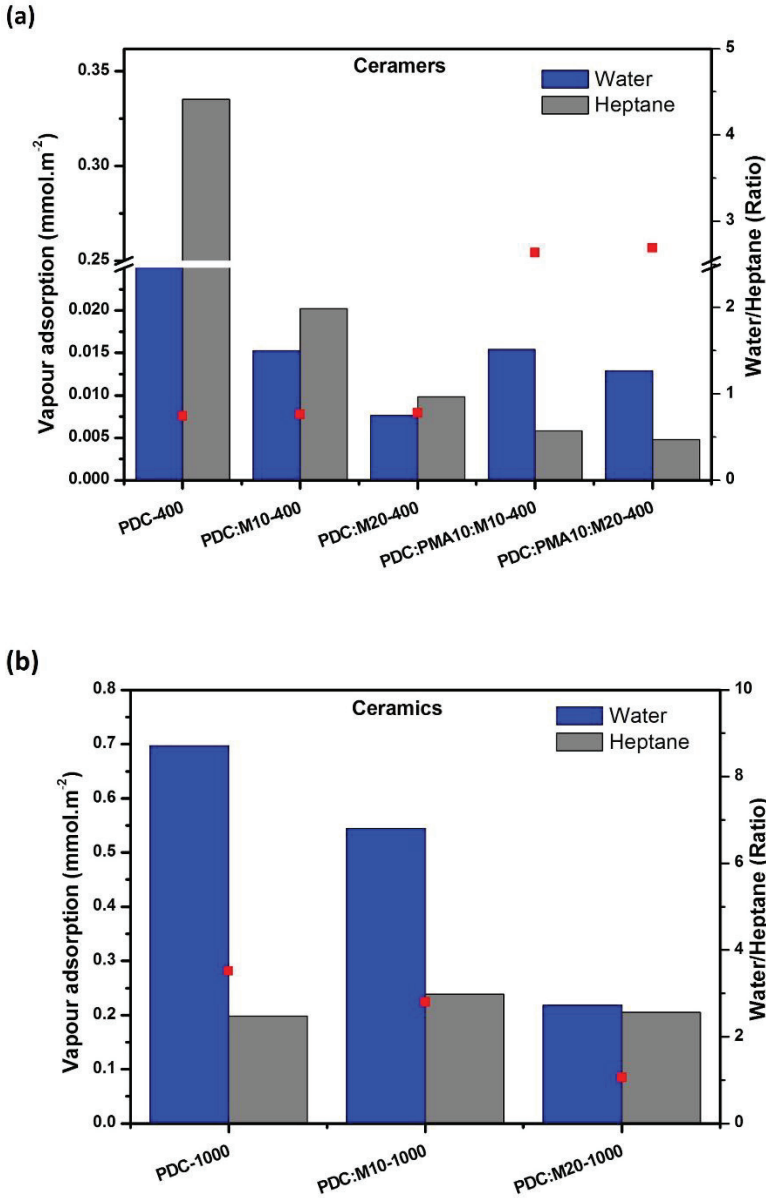 (a)
Ceramers
Water
Heptane
Vapour adsorption (mmol.m⁻²)
0.35
0.30
0.25
0.020
0.015
0.010
0.005
0.000
5
4
3
2
1
0
Water/Heptane (Ratio)
PDC-400
PDC:M10-400
PDC:M20-400
PDC:PMA10:M10-400
PDC:PMA10:M20-400
(b)
Ceramics
Water
Heptane
Vapour adsorption (mmol.m⁻²)
0.8
0.7
0.6
0.5
0.4
0.3
0.2
0.1
0.0
10
8
6
4
2
0
Water/Heptane (Ratio)
PDC-1000
PDC:M10-1000
PDC:M20-1000